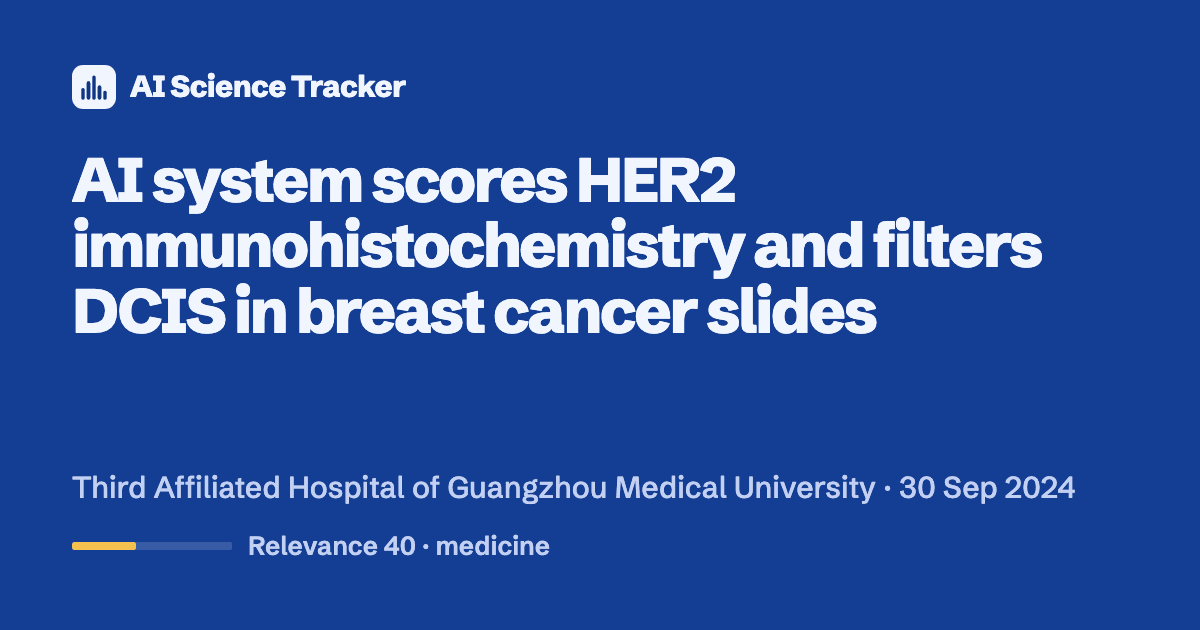 AI Science Tracker
AI system scores HER2
immunohistochemistry and filters
DCIS in breast cancer slides
Third Affiliated Hospital of Guangzhou Medical University · 30 Sep 2024
Relevance 40 · medicine